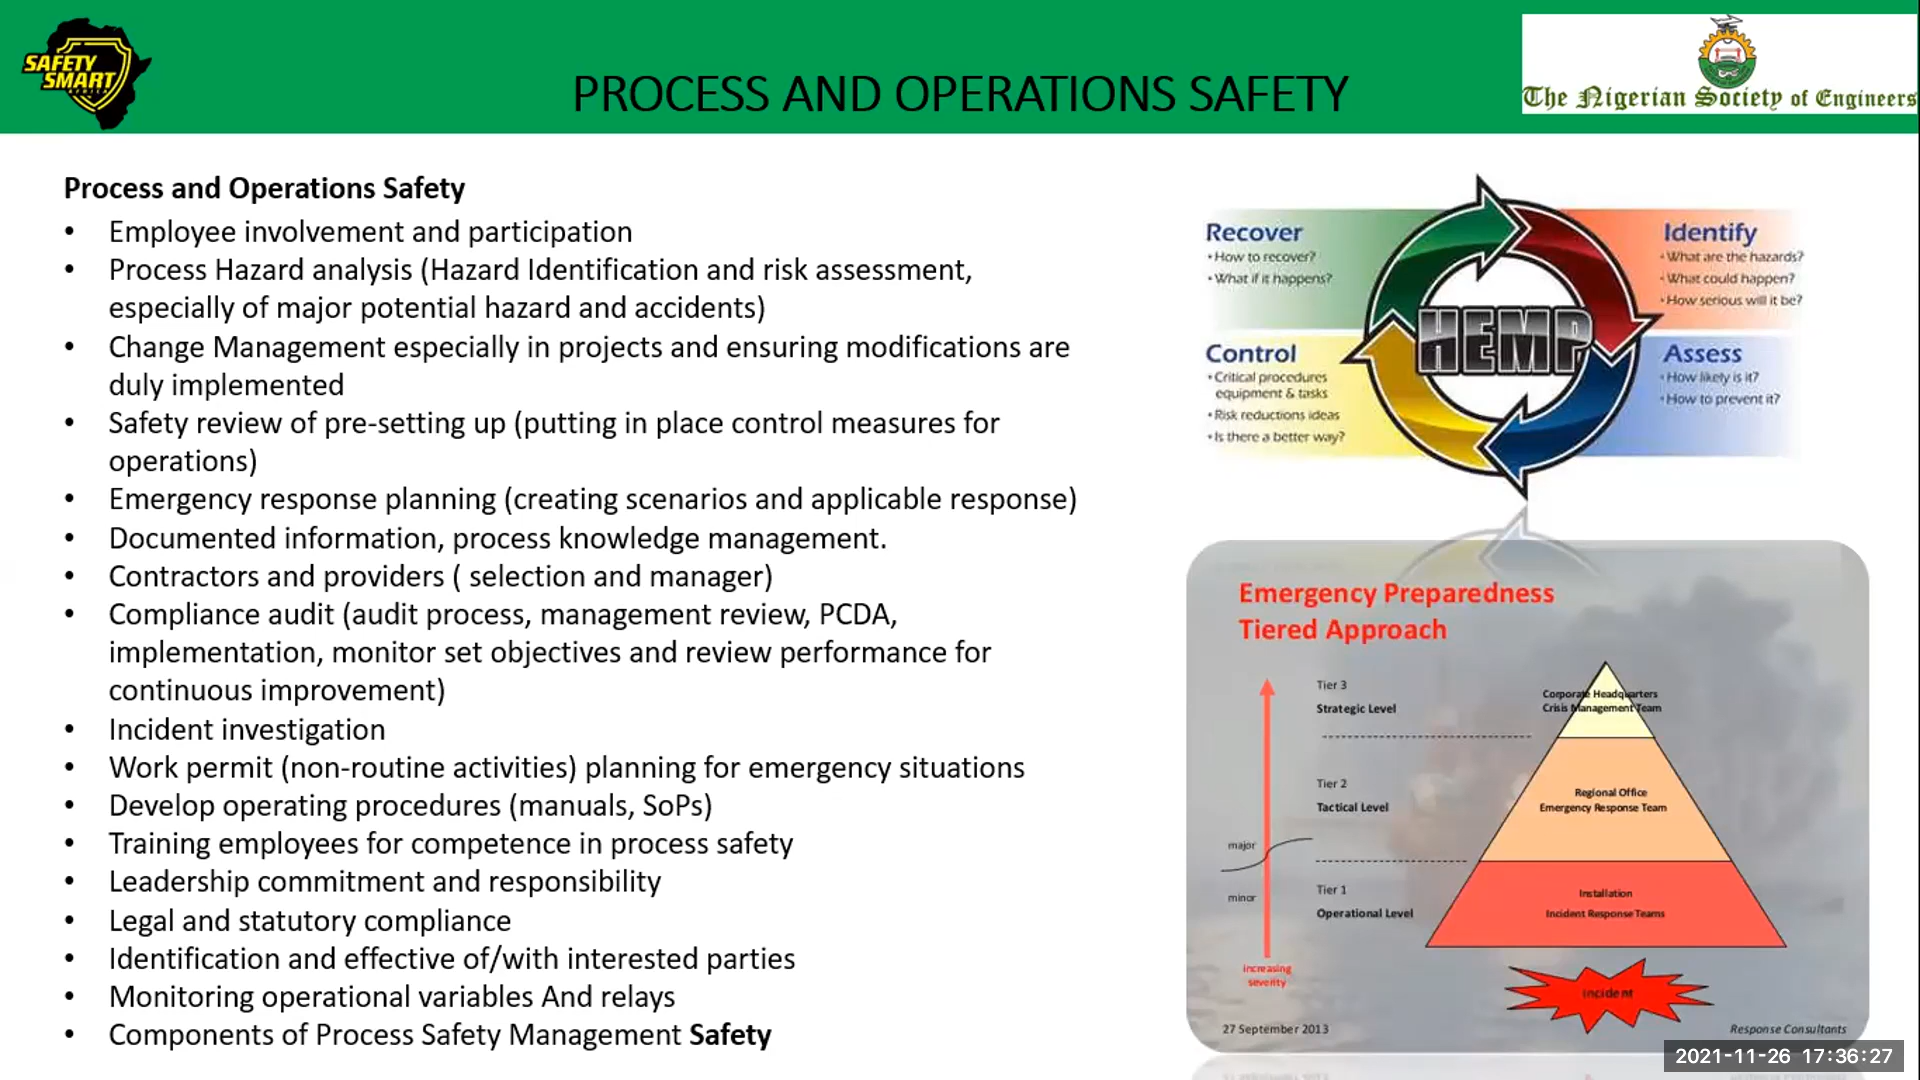 SAFETY
SMART
PROCESS AND OPERATIONS SAFETY
The Nigerian Society of Engineers
Process and Operations Safety
• Employee involvement and participation
• Process Hazard analysis (Hazard Identification and risk assessment,
especially of major potential hazard and accidents)
• Change Management especially in projects and ensuring modifications are
duly implemented
• Safety review of pre-setting up (putting in place control measures for
operations)
• Emergency response planning (creating scenarios and applicable response)
• Documented information, process knowledge management.
• Contractors and providers ( selection and manager)
• Compliance audit (audit process, management review, PCDA,
implementation, monitor set objectives and review performance for
continuous improvement)
• Incident investigation
• Work permit (non-routine activities) planning for emergency situations
• Develop operating procedures (manuals, SoPs)
• Training employees for competence in process safety
• Leadership commitment and responsibility
• Legal and statutory compliance
• Identification and effective of/with interested parties
• Monitoring operational variables And relays
• Components of Process Safety Management Safety
Recover
• How to recover?
• What if it happens?
Identify
• What are the hazards?
• What could happen?
• How serious will it be?
HEMP
Control
• Critical procedures
equipment & tasks
• Risk reductions ideas
• Is there a better way?
Assess
• How likely is it?
• How to prevent it?
Emergency Preparedness
Tiered Approach
Tier 3
Strategic Level
Corporate Headquarters
Crisis Management Team
Tier 2
Tactical Level
Regional Office
Emergency Response Team
major
minor
Tier 1
Operational Level
Installation
Incident Response Teams
increasing
severity
incident
27 September 2013
Response Consultants
2021-11-26 17:36:27